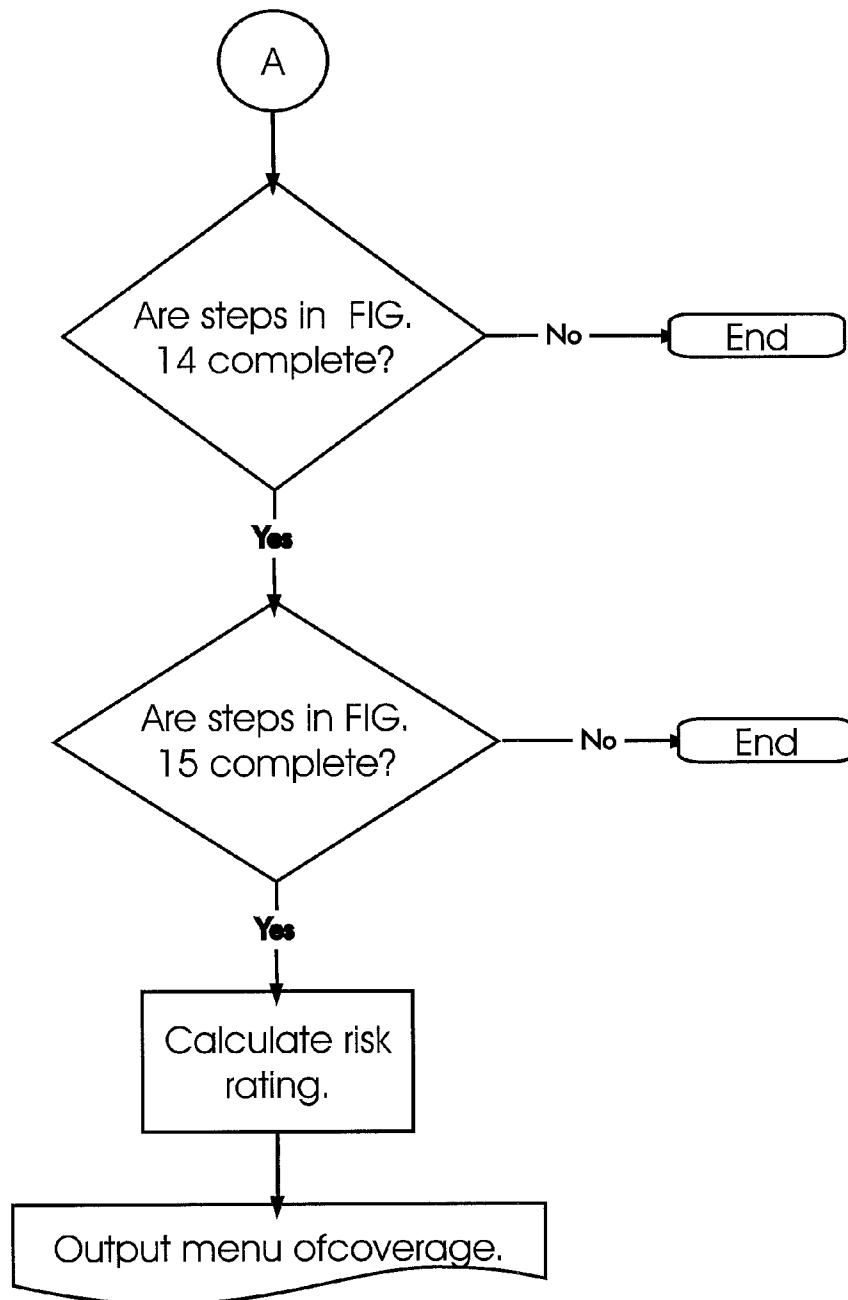 A
Are steps in FIG.
14 complete?
No
End
Yes
Are steps in FIG.
15 complete?
No
End
Yes
Calculate risk
rating.
Output menu ofcoverage.